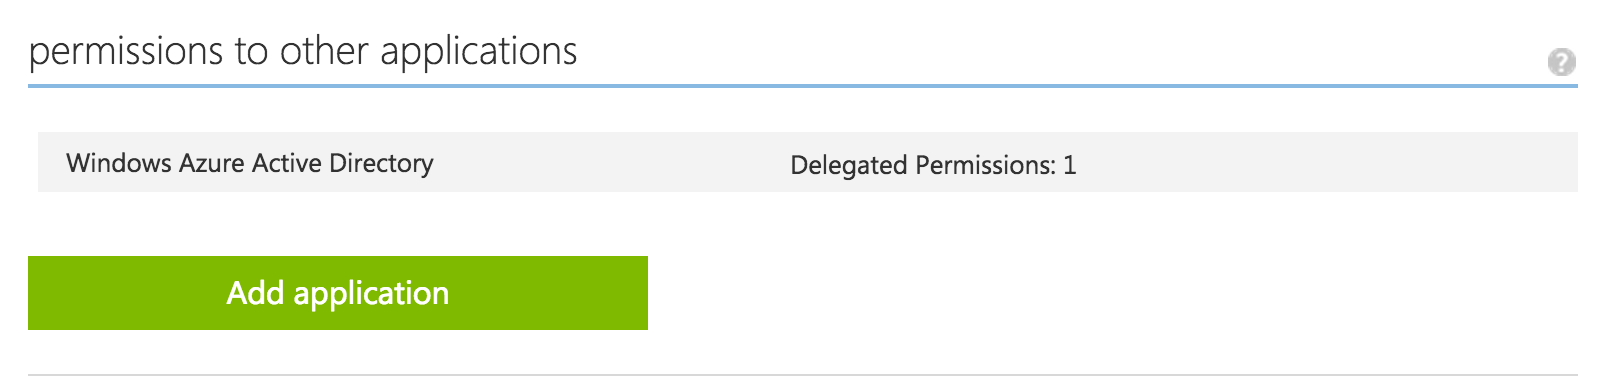 permissions to other applications
?
Windows Azure Active Directory Delegated Permissions: 1
Add application